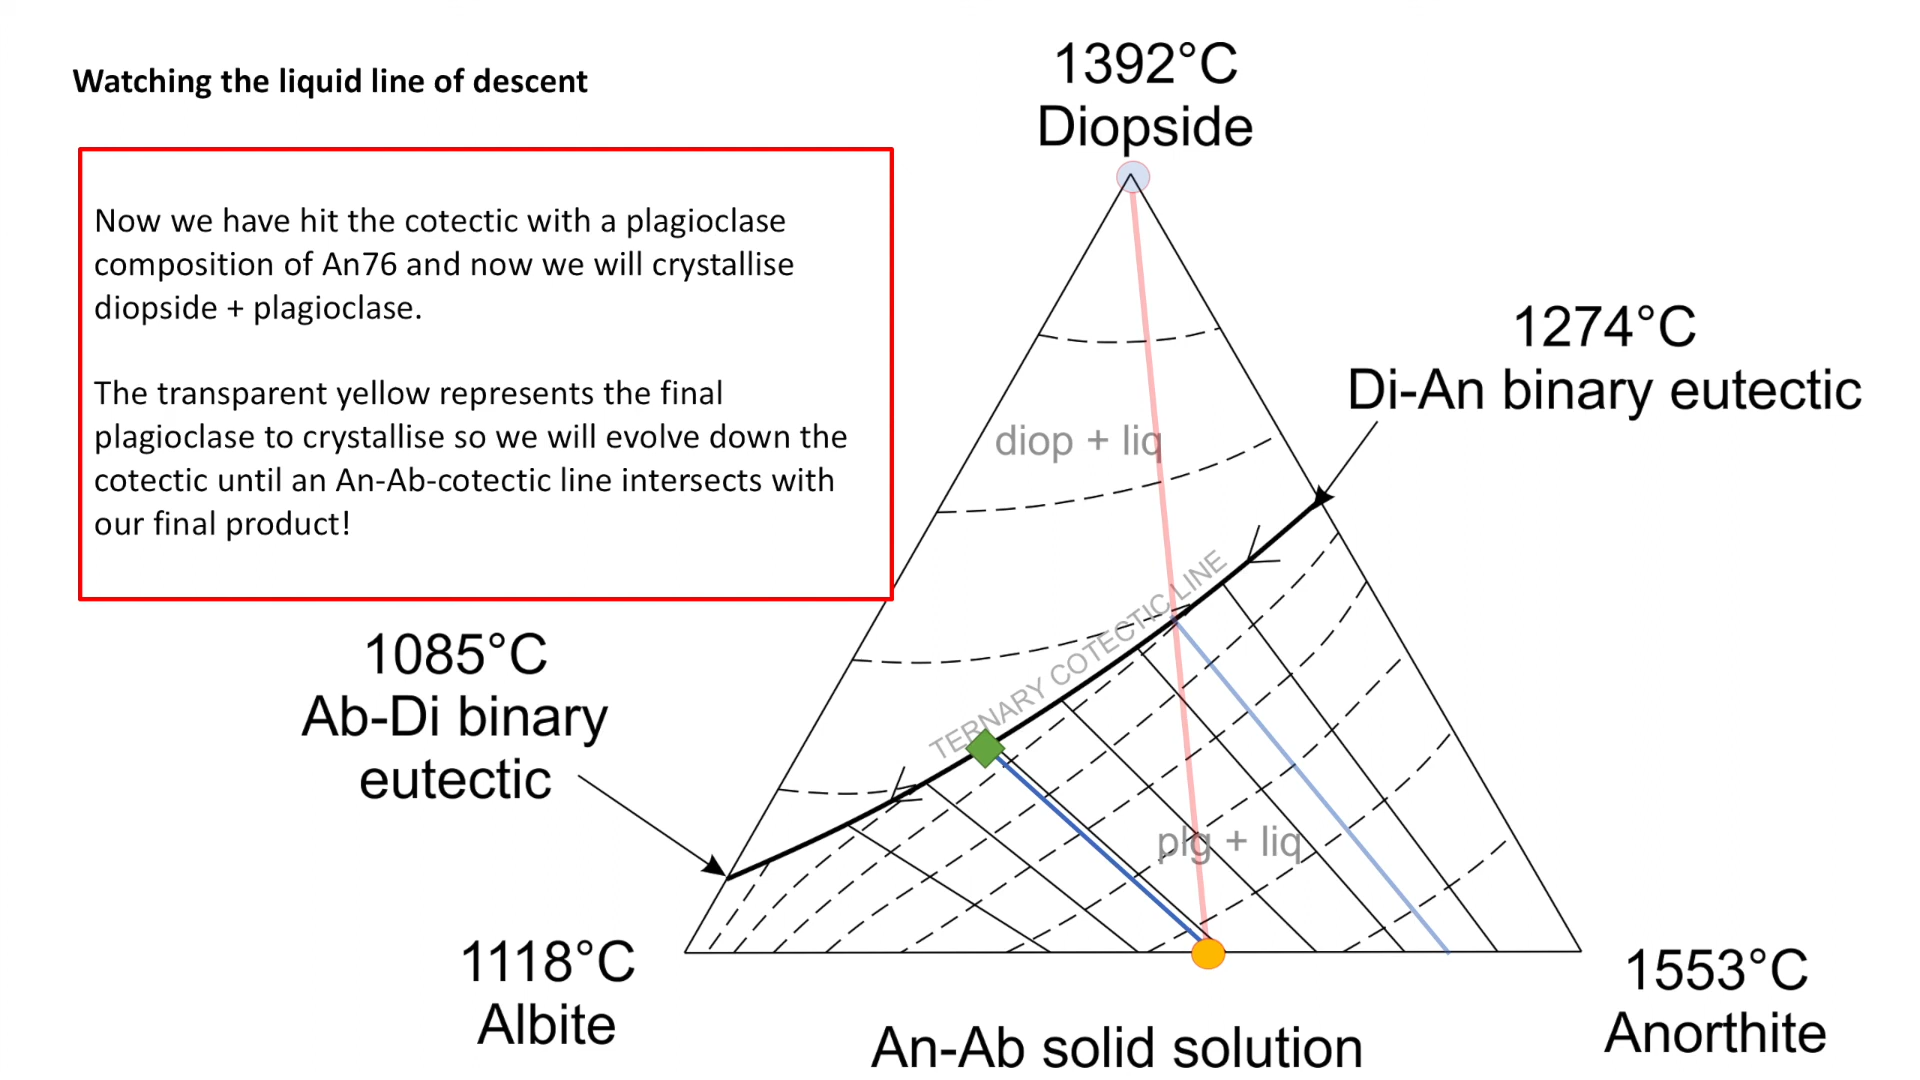 Watching the liquid line of descent
Now we have hit the cotectic with a plagioclase
composition of An76 and now we will crystallise
diopside + plagioclase.
The transparent yellow represents the final
plagioclase to crystallise so we will evolve down the
cotectic until an An-Ab-cotectic line intersects with
our final product!
1392°C
Diopside
1274°C
Di-An binary eutectic
diop + liq
TERNARY COTECTIC LINE
1085°C
Ab-Di binary
eutectic
plg + liq
1118°C
Albite
An-Ab solid solution
1553°C
Anorthite